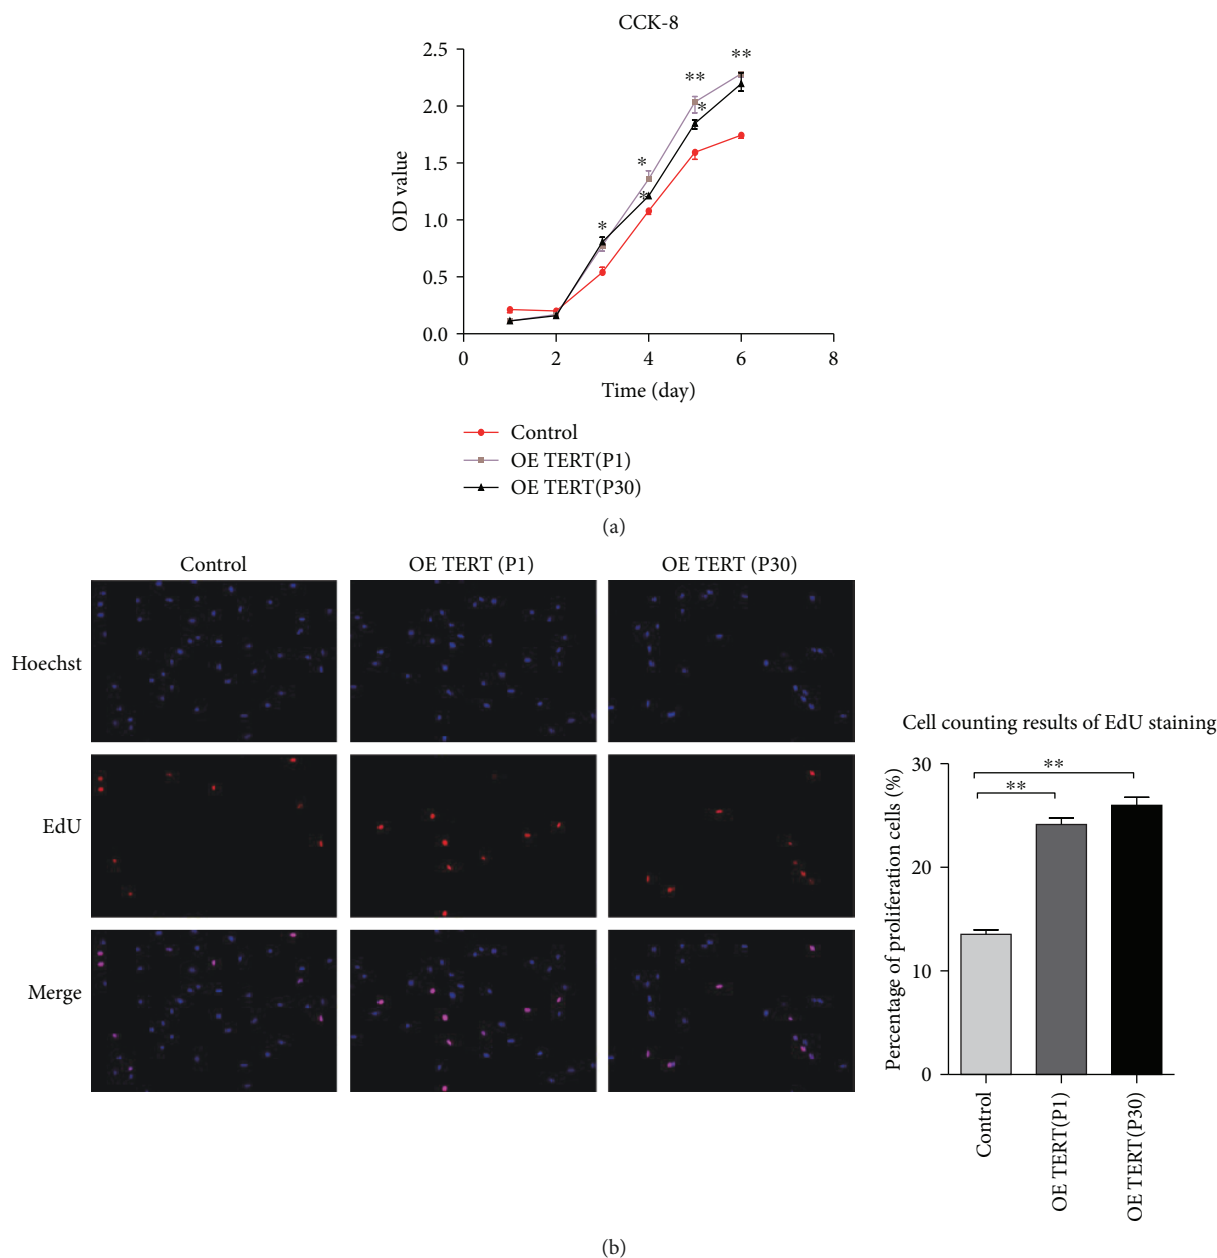 CCK-8
2.5
2.0
1.5
1.0
0.5
0.0
OD value
** **
*
*
*
*
0 2 4 6 8
Time (day)
Control
OE TERT(P1)
OE TERT(P30)
(a)
Control OE TERT (P1) OE TERT (P30)
Hoechst
EdU
Merge
Cell counting results of EdU staining
Percentage of proliferation cells (%)
30
20
10
0
**
**
Control
OE TERT(P1)
OE TERT(P30)
(b)